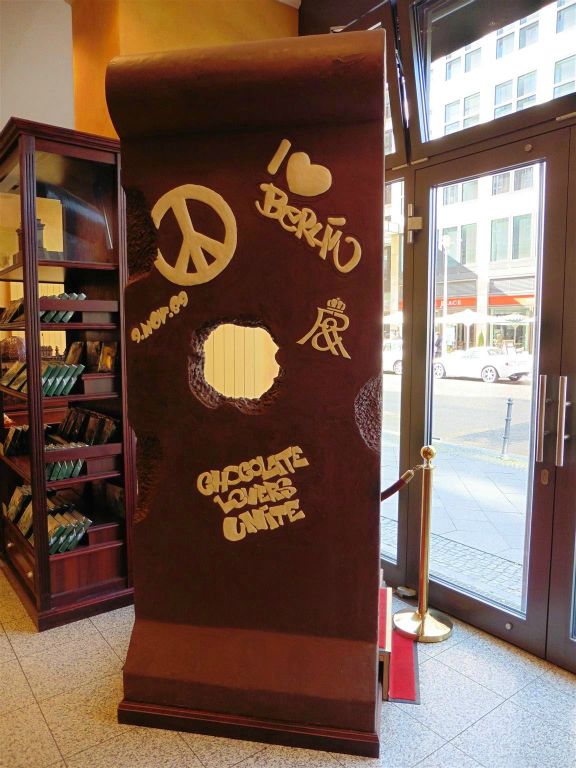 I
BERLIN
9.NOV.89
CHOCOLATE
LOVERS
UNITE